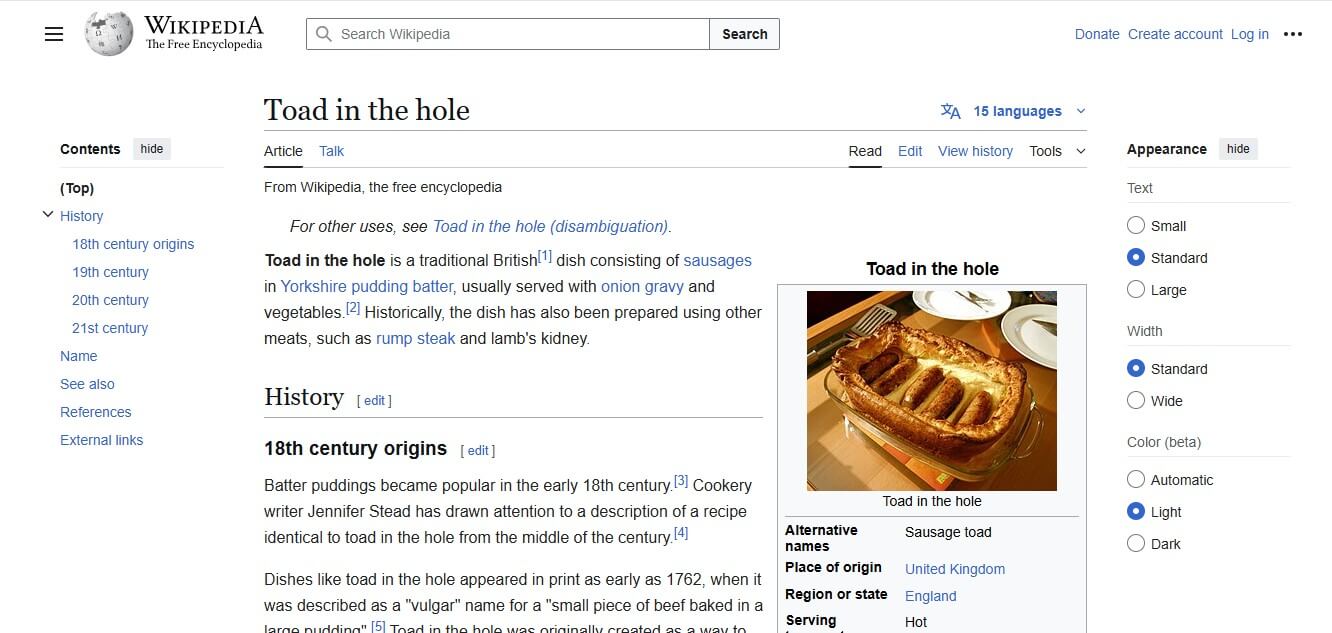 WIKIPEDIA
The Free Encyclopedia
Search Wikipedia
Search
Donate Create account Log in
Contents hide
(Top)
History
18th century origins
19th century
20th century
21st century
Name
See also
References
External links
Toad in the hole
15 languages
Article Talk
Read Edit View history Tools
From Wikipedia, the free encyclopedia
For other uses, see Toad in the hole (disambiguation).
Toad in the hole is a traditional British[1] dish consisting of sausages
in Yorkshire pudding batter, usually served with onion gravy and
vegetables.[2] Historically, the dish has also been prepared using other
meats, such as rump steak and lamb's kidney.
History [ edit ]
18th century origins [ edit ]
Batter puddings became popular in the early 18th century.[3] Cookery
writer Jennifer Stead has drawn attention to a description of a recipe
identical to toad in the hole from the middle of the century.[4]
Dishes like toad in the hole appeared in print as early as 1762, when it
was described as a "vulgar" name for a "small piece of beef baked in a
large pudding".[5] Toad in the hole was originally created as a way to
Toad in the hole
Toad in the hole
Alternative names Sausage toad
Place of origin United Kingdom
Region or state England
Serving Hot
Appearance hide
Text
Small
Standard
Large
Width
Standard
Wide
Color (beta)
Automatic
Light
Dark